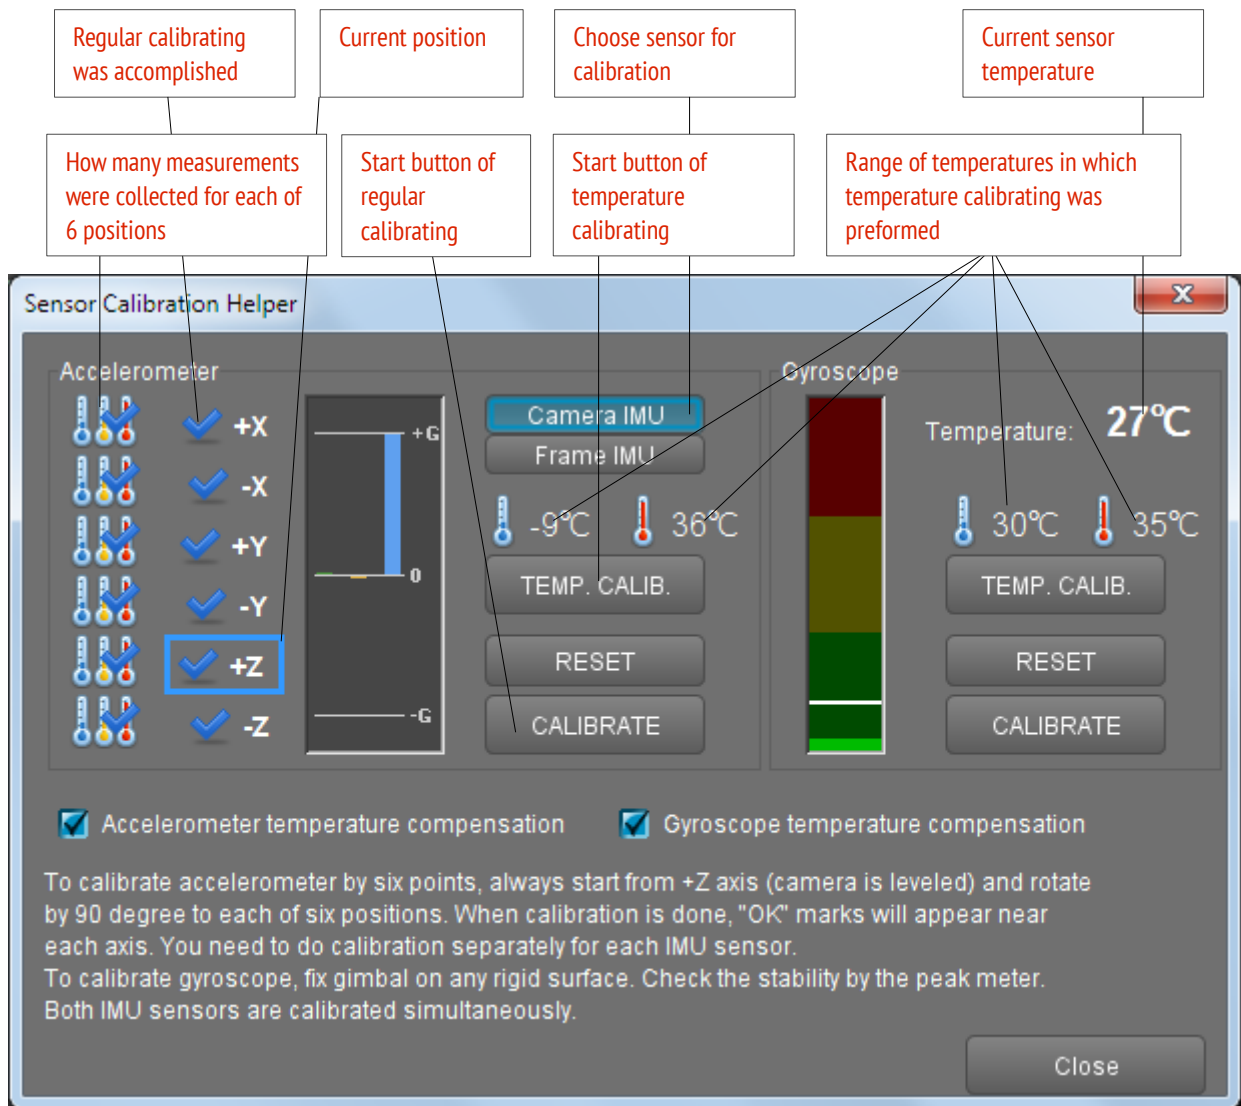 Regular calibrating
was accomplished
Current position
Choose sensor for
calibration
Current sensor
temperature
How many measurements
were collected for each of
6 positions
Start button of
regular
calibrating
Start button of
temperature
calibrating
Range of temperatures in which
temperature calibrating was
preformed
Sensor Calibration Helper
x
Accelerometer
+X
-X
+Y
-Y
+Z
-Z
+G
0
-G
Camera IMU
Frame IMU
-9°C
36°C
TEMP. CALIB.
RESET
CALIBRATE
Gyroscope
Temperature:
27°C
30°C
35°C
TEMP. CALIB.
RESET
CALIBRATE
Accelerometer temperature compensation
Gyroscope temperature compensation
To calibrate accelerometer by six points, always start from +Z axis (camera is leveled) and rotate
by 90 degree to each of six positions. When calibration is done, "OK" marks will appear near
each axis. You need to do calibration separately for each IMU sensor.
To calibrate gyroscope, fix gimbal on any rigid surface. Check the stability by the peak meter.
Both IMU sensors are calibrated simultaneously.
Close